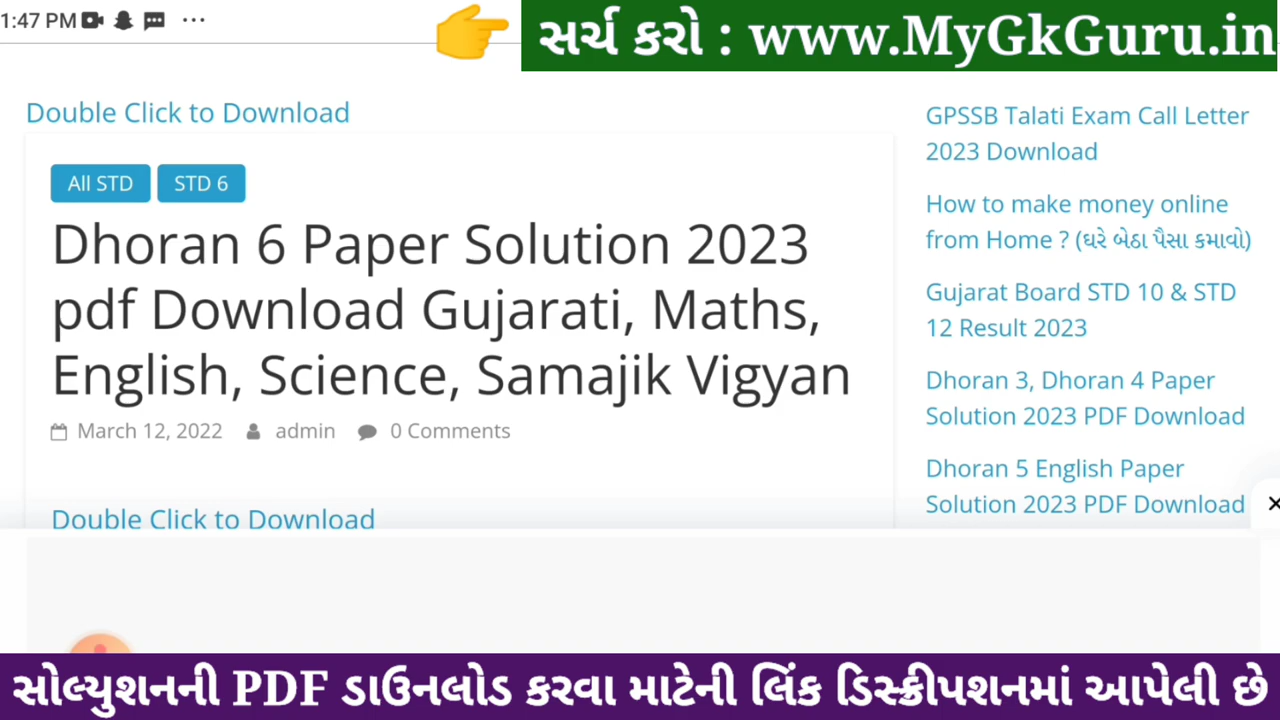 1:47 PM
સર્ચ કરો : www.MyGkGuru.in
Double Click to Download
All STD STD 6
Dhoran 6 Paper Solution 2023
pdf Download Gujarati, Maths,
English, Science, Samajik Vigyan
March 12, 2022 admin 0 Comments
Double Click to Download
GPSSB Talati Exam Call Letter
2023 Download
How to make money online
from Home ? (ઘરે બેઠા પૈસા કમાવો)
Gujarat Board STD 10 & STD
12 Result 2023
Dhoran 3, Dhoran 4 Paper
Solution 2023 PDF Download
Dhoran 5 English Paper
Solution 2023 PDF Download
સોલ્યુશનની PDF ડાઉનલોડ કરવા માટેની લિંક ડિસ્ક્રીપશનમાં આપેલી છે